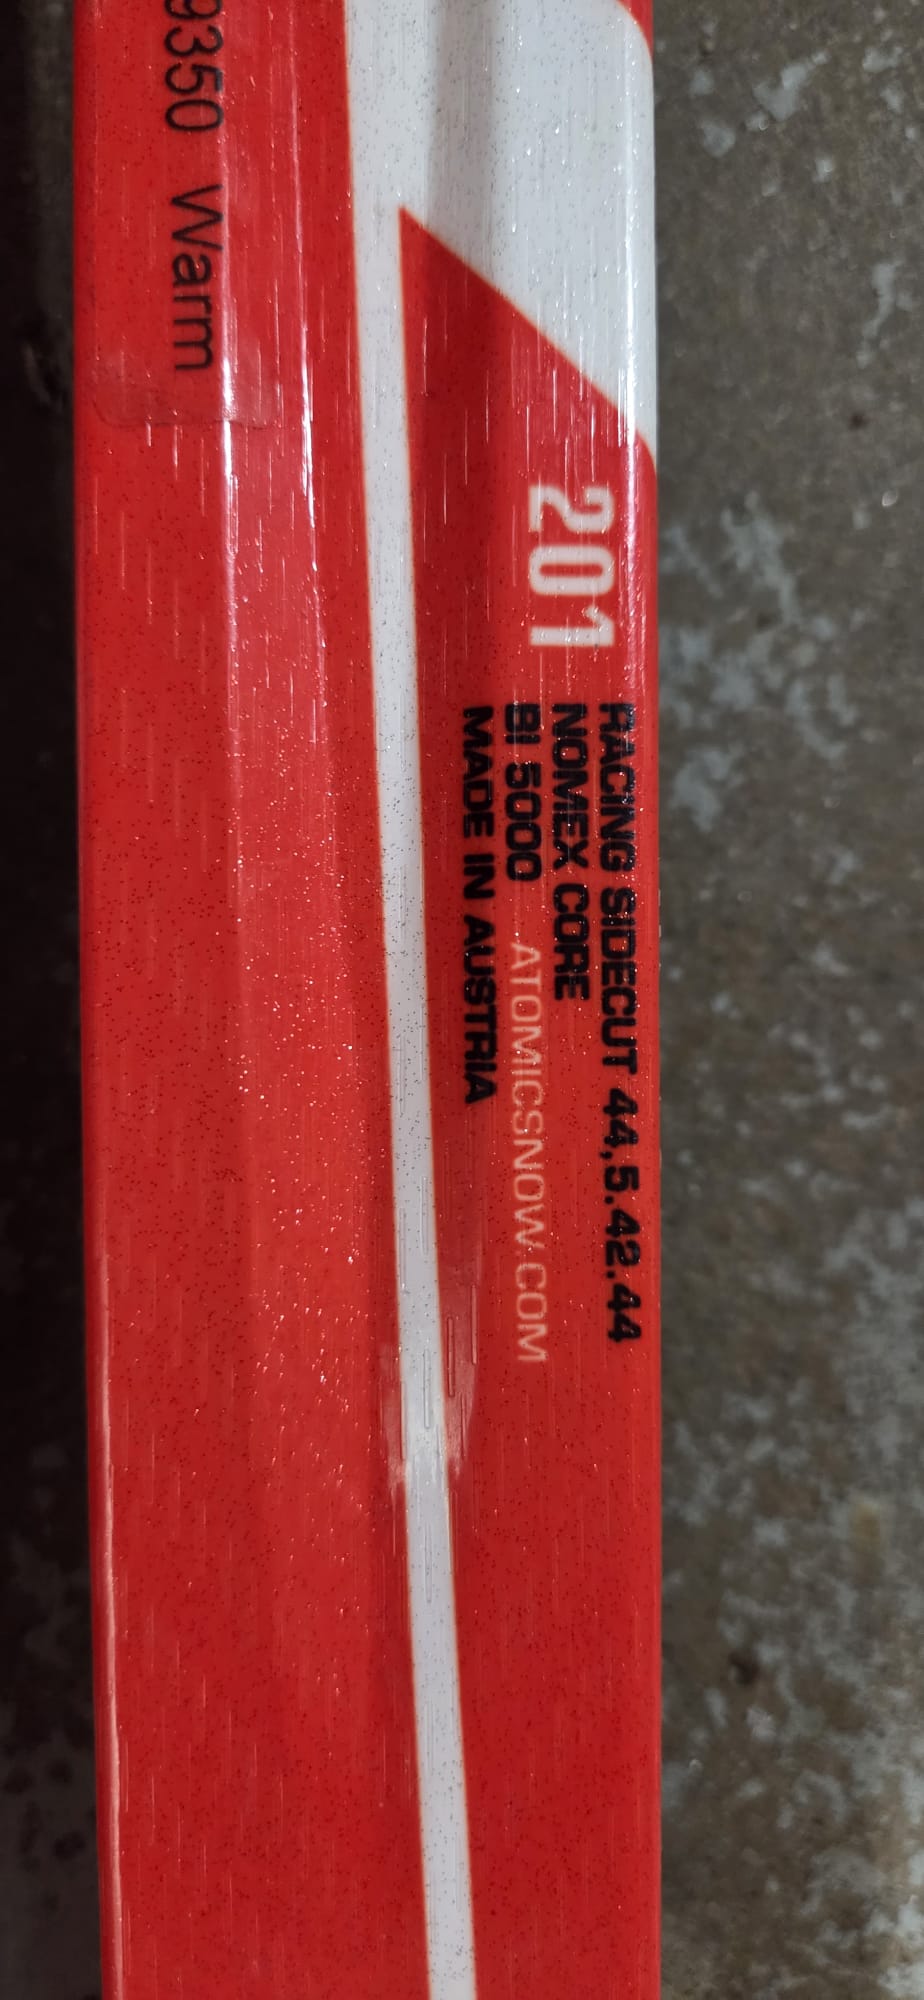 9350 Warm
201
RACING SIDECUT 44,5.42.44
NOMEX CORE
BI 5000 ATOMICSNOW.COM
MADE IN AUSTRIA